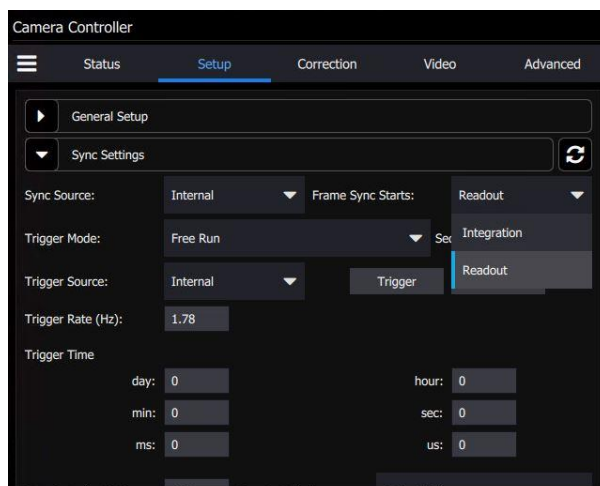 Camera Controller
Status Setup Correction Video Advanced
General Setup
Sync Settings
Sync Source: Internal Frame Sync Starts: Readout
Trigger Mode: Free Run Integration
Trigger Source: Internal Trigger Readout
Trigger Rate (Hz): 1.78
Trigger Time
day: 0 hour: 0
min: 0 sec: 0
ms: 0 us: 0